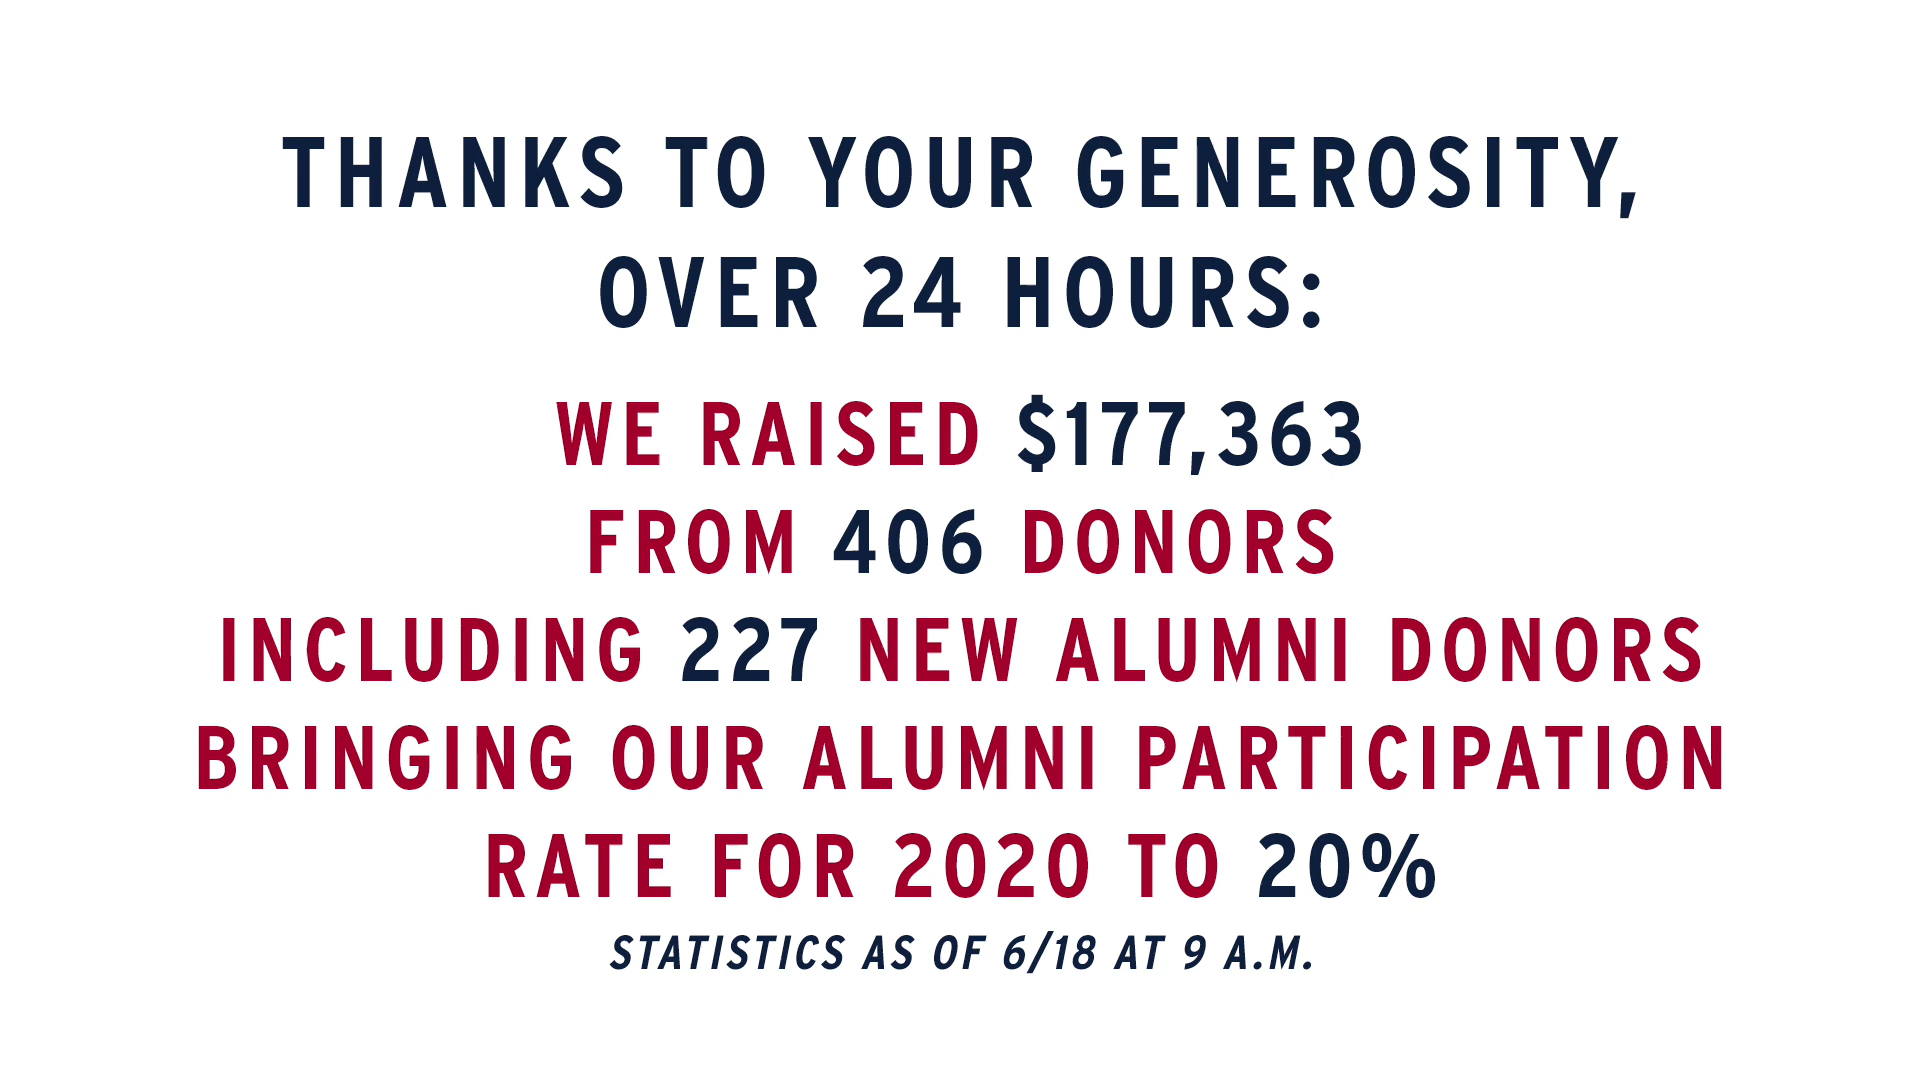 THANKS TO YOUR GENEROSITY,
OVER 24 HOURS:
WE RAISED $177,363
FROM 406 DONORS
INCLUDING 227 NEW ALUMNI DONORS
BRINGING OUR ALUMNI PARTICIPATION
RATE FOR 2020 TO 20%
STATISTICS AS OF 6/18 AT 9 A.M.